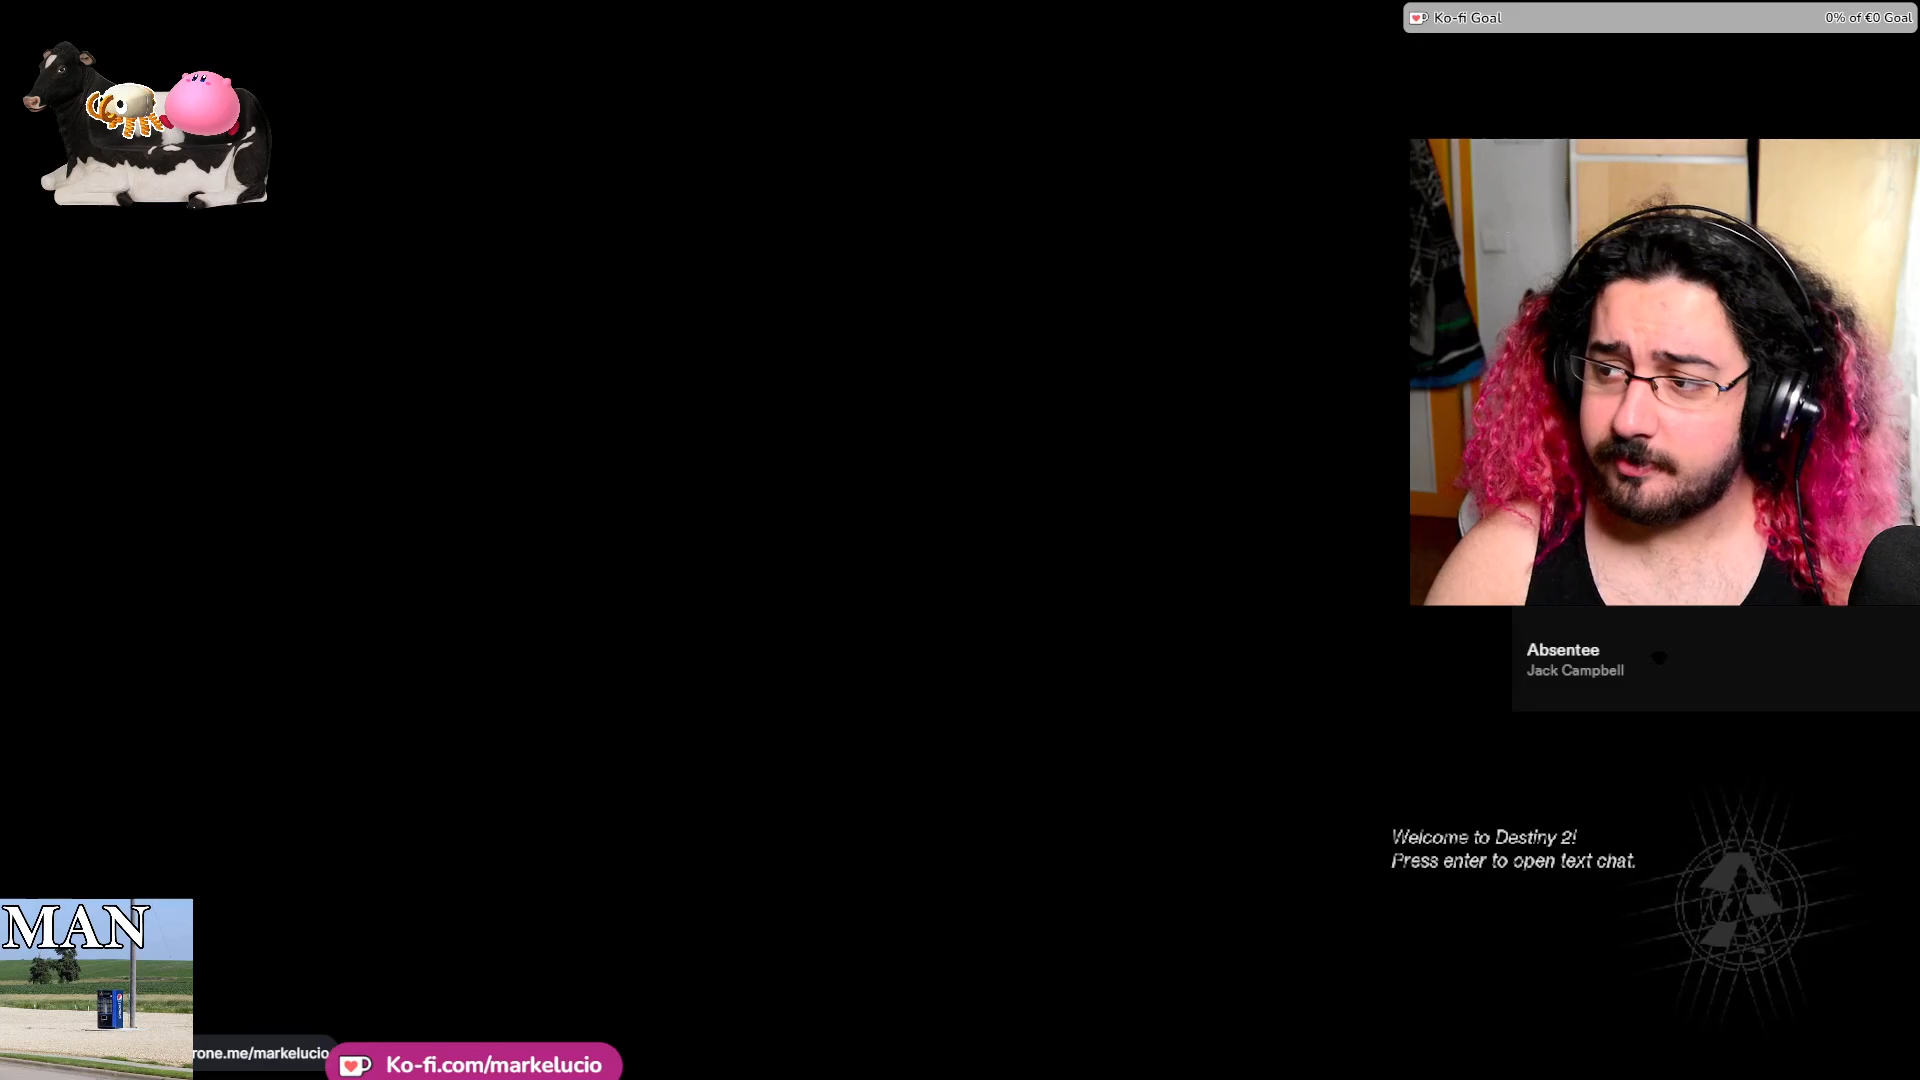 Ko-fi Goal
0% of €0 Goal
Absentee
Jack Campbell
Welcome to Destiny 2!
Press enter to open text chat.
MAN
rone.me/markelucio
Ko-fi.com/markelucio